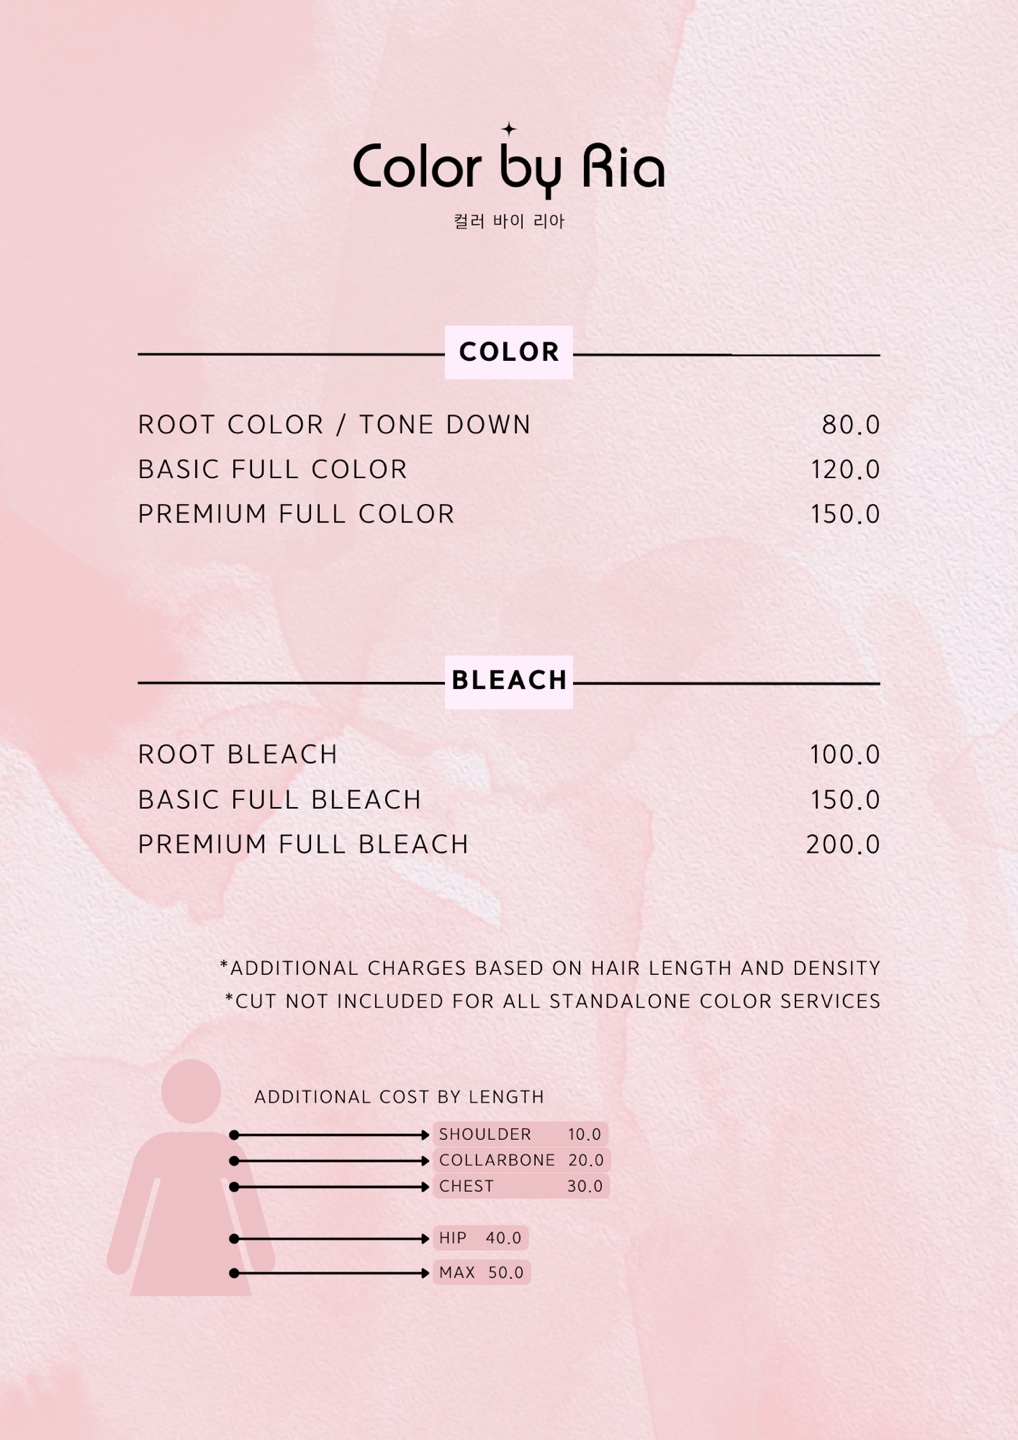 Color by Ria
컬러 바이 리아
COLOR
ROOT COLOR / TONE DOWN 80.0
BASIC FULL COLOR 120.0
PREMIUM FULL COLOR 150.0
BLEACH
ROOT BLEACH 100.0
BASIC FULL BLEACH 150.0
PREMIUM FULL BLEACH 200.0
*ADDITIONAL CHARGES BASED ON HAIR LENGTH AND DENSITY
*CUT NOT INCLUDED FOR ALL STANDALONE COLOR SERVICES
ADDITIONAL COST BY LENGTH
SHOULDER 10.0
COLLARBONE 20.0
CHEST 30.0
HIP 40.0
MAX 50.0